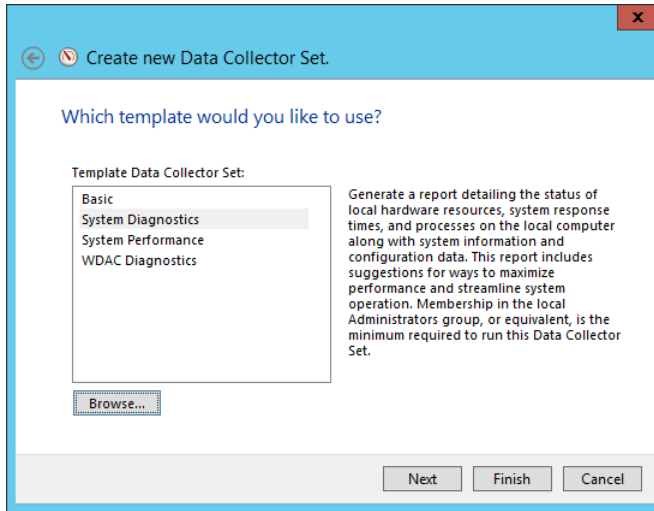 x
Create new Data Collector Set.
Which template would you like to use?
Template Data Collector Set:
Basic
System Diagnostics
System Performance
WDAC Diagnostics
Generate a report detailing the status of
local hardware resources, system response
times, and processes on the local computer
along with system information and
configuration data. This report includes
suggestions for ways to maximize
performance and streamline system
operation. Membership in the local
Administrators group, or equivalent, is the
minimum required to run this Data Collector
Set.
Browse...
Next Finish Cancel